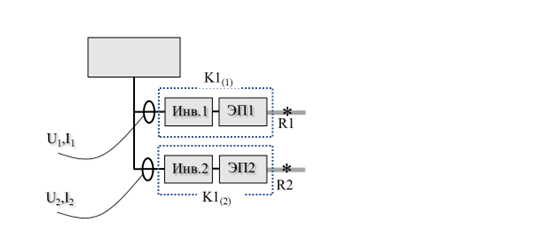 K1(1)
Инв.1 ЭП1
R1
U1,I1
Инв.2 ЭП2
R2
U2,I2
K1(2)